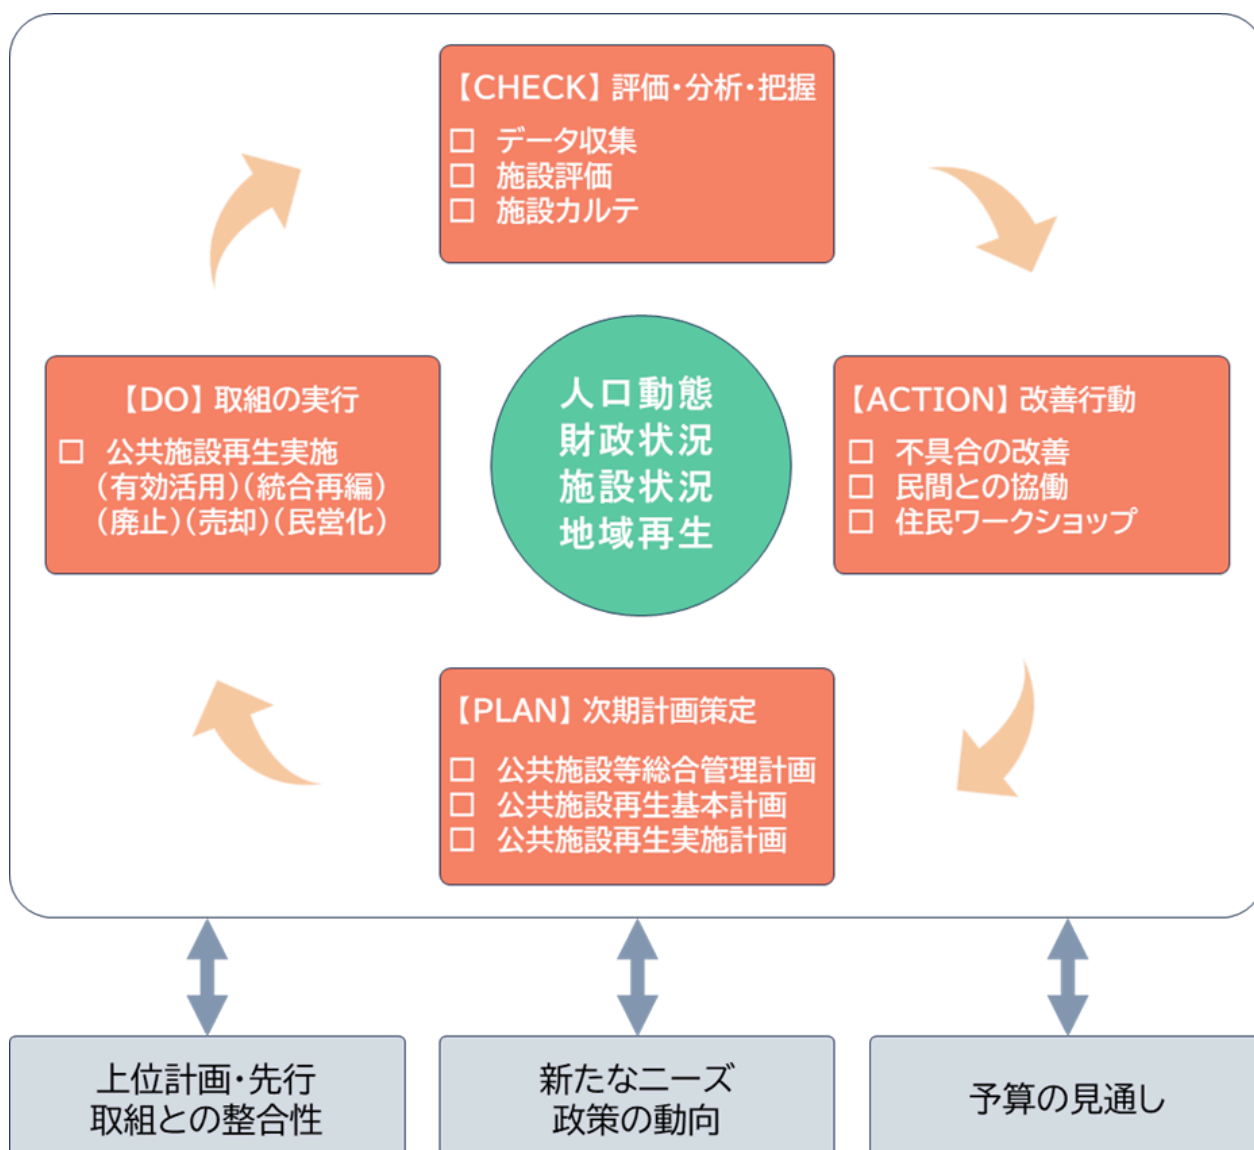 【CHECK】評価・分析・把握
□ データ収集
□ 施設評価
□ 施設カルテ
【DO】取組の実行
□ 公共施設再生実施
（有効活用）（統合再編）
（廃止）（売却）（民営化）
人口動態
財政状況
施設状況
地域再生
【ACTION】改善行動
□ 不具合の改善
□ 民間との協働
□ 住民ワークショップ
【PLAN】次期計画策定
□ 公共施設等総合管理計画
□ 公共施設再生基本計画
□ 公共施設再生実施計画
上位計画・先行
取組との整合性
新たなニーズ
政策の動向
予算の見通し